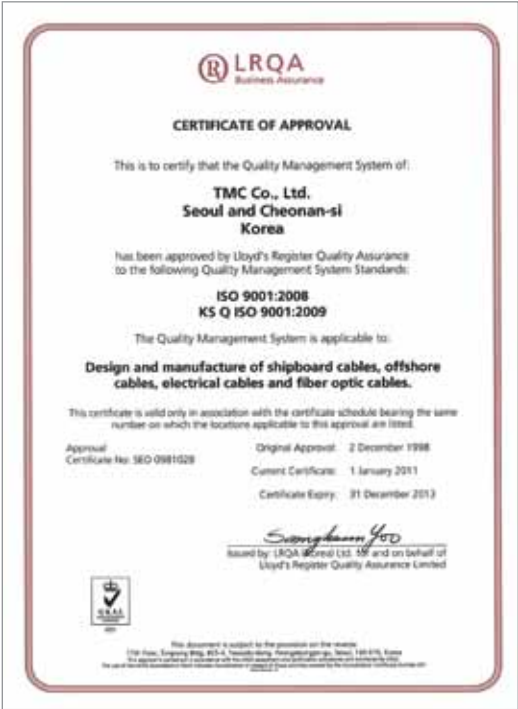 LRQA
Business Assurance
CERTIFICATE OF APPROVAL
This is to certify that the Quality Management System of:
TMC Co., Ltd.
Seoul and Cheonan-si
Korea
has been approved by Lloyd's Register Quality Assurance
to the following Quality Management System Standards:
ISO 9001:2008
KS Q ISO 9001:2009
The Quality Management System is applicable to:
Design and manufacture of shipboard cables, offshore
cables, electrical cables and fiber optic cables.
This certificate is valid only in association with the certificate schedule bearing the same
number on which the locations applicable to this approval are listed.
Approval
Certificate No: SEO 0981028
Original Approval: 2 December 1998
Current Certificate: 1 January 2011
Certificate Expiry: 31 December 2013
Issued by: LRQA (Korea) Ltd. for and on behalf of
Lloyd's Register Quality Assurance Limited
UKAS
This document is subject to the provision on the reverse